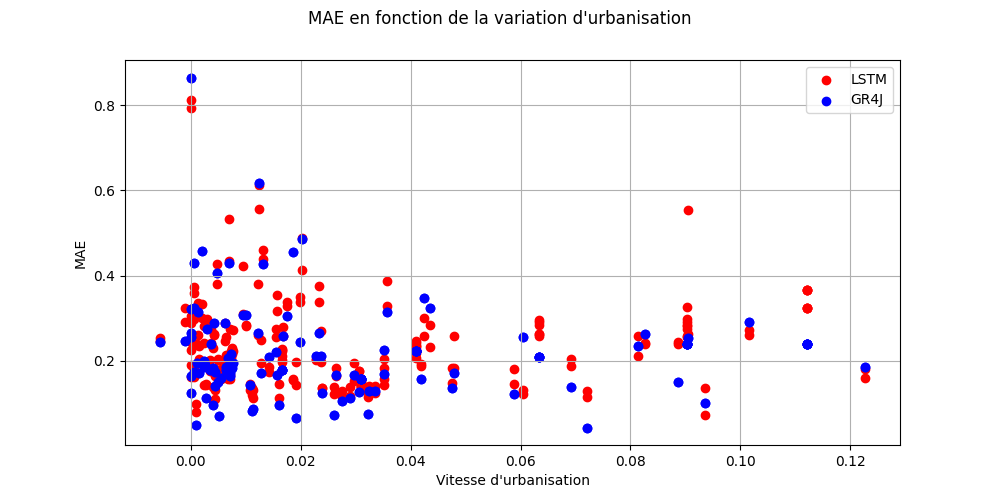 MAE en fonction de la variation d'urbanisation
LSTM
GR4J
MAE
0.8
0.6
0.4
0.2
0.00 0.02 0.04 0.06 0.08 0.10 0.12
Vitesse d'urbanisation